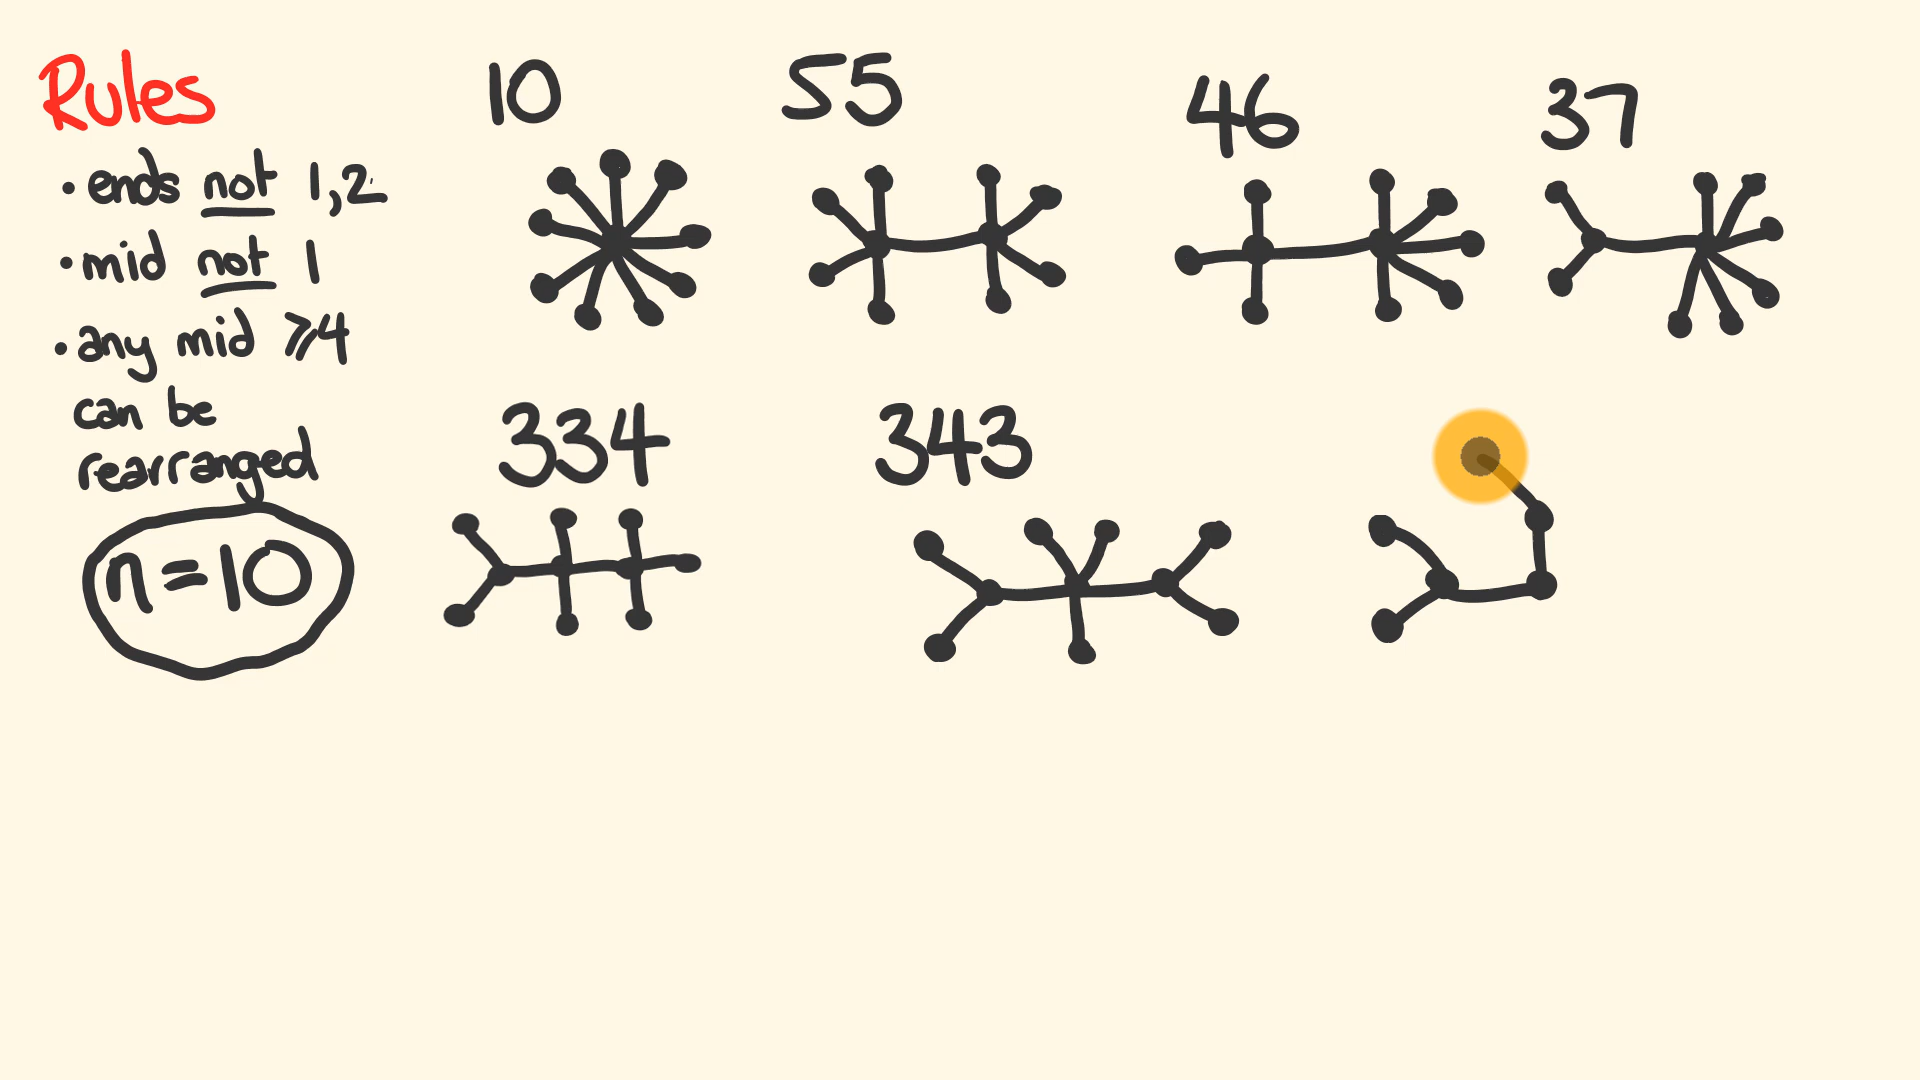 Rules
• ends not 1,2
• mid not 1
• any mid ≥4
can be
rearranged
n=10
10
55
46
37
334
343